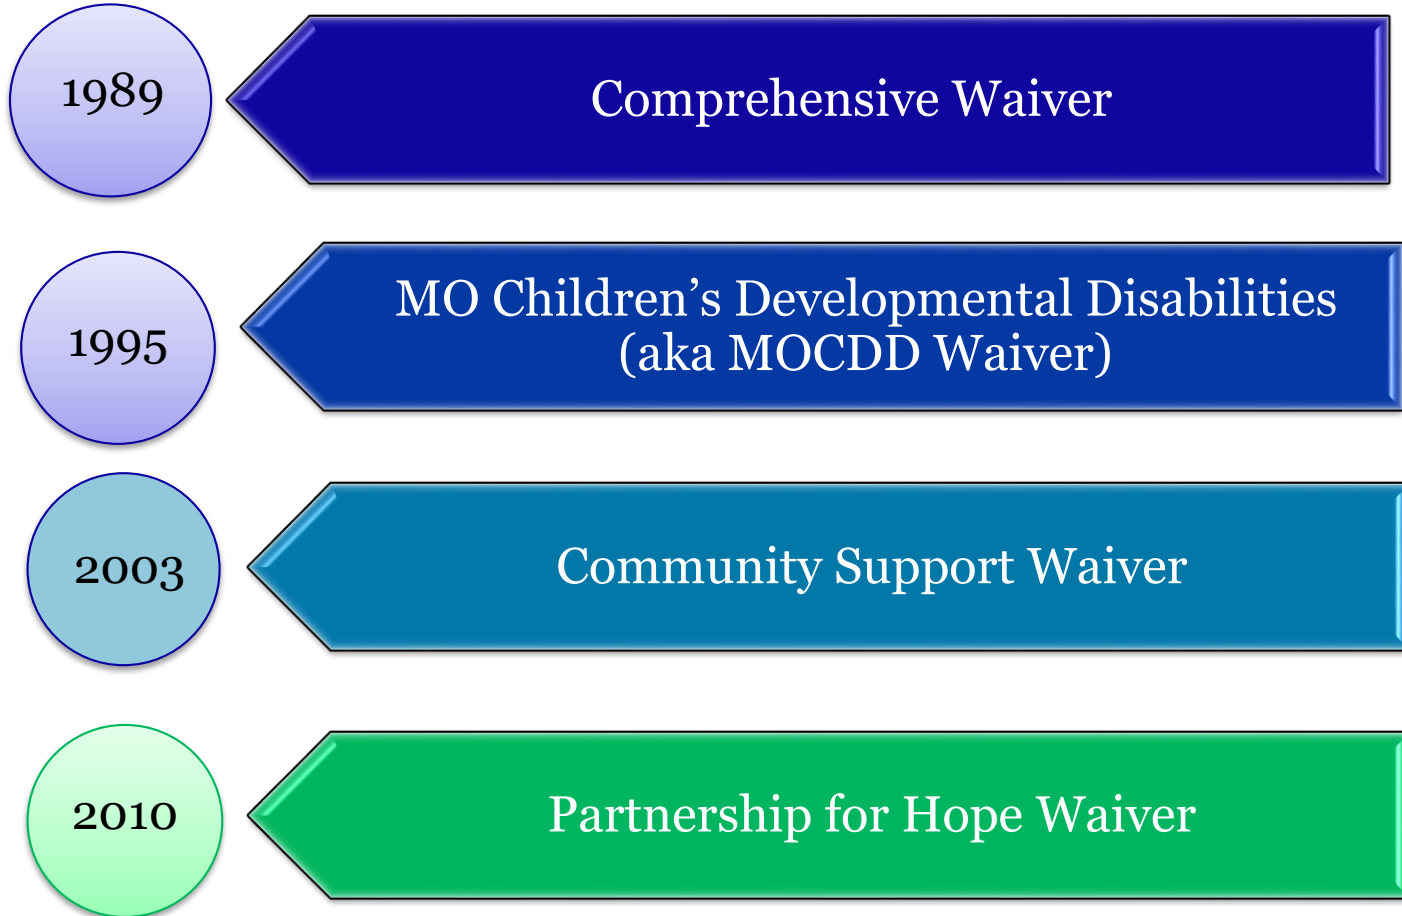 1989
Comprehensive Waiver
1995
MO Children’s Developmental Disabilities
(aka MOCDD Waiver)
2003
Community Support Waiver
2010
Partnership for Hope Waiver